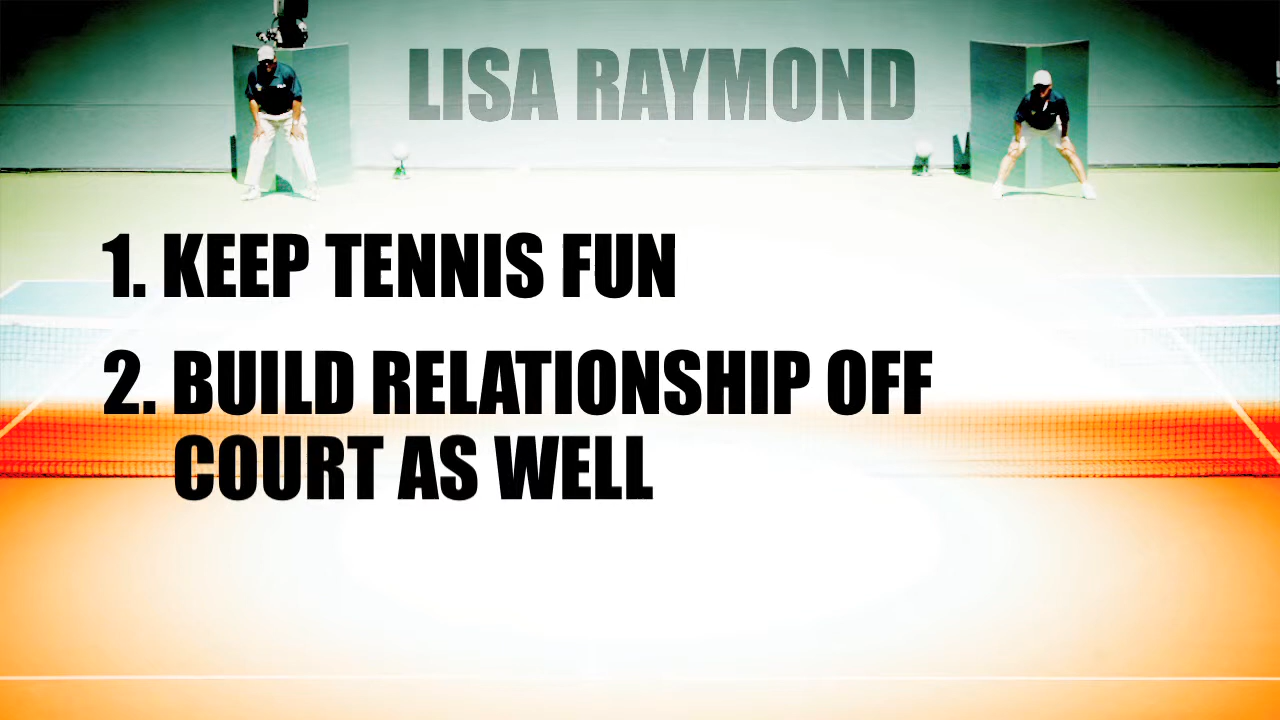 LISA RAYMOND
1. KEEP TENNIS FUN
2. BUILD RELATIONSHIP OFF
COURT AS WELL